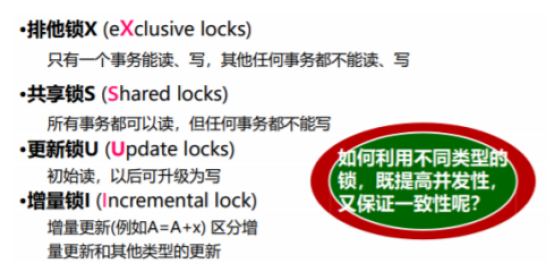 •排他锁X (eXclusive locks)
只有一个事务能读、写，其他任何事务都不能读、写
•共享锁S (Shared locks)
所有事务都可以读，但任何事务都不能写
•更新锁U (Update locks)
初始读，以后可升级为写
•增量锁I (Incremental lock)
增量更新(例如A=A+x) 区分增
量更新和其他类型的更新
如何利用不同类型的
锁，既提高并发性，
又保证一致性呢?